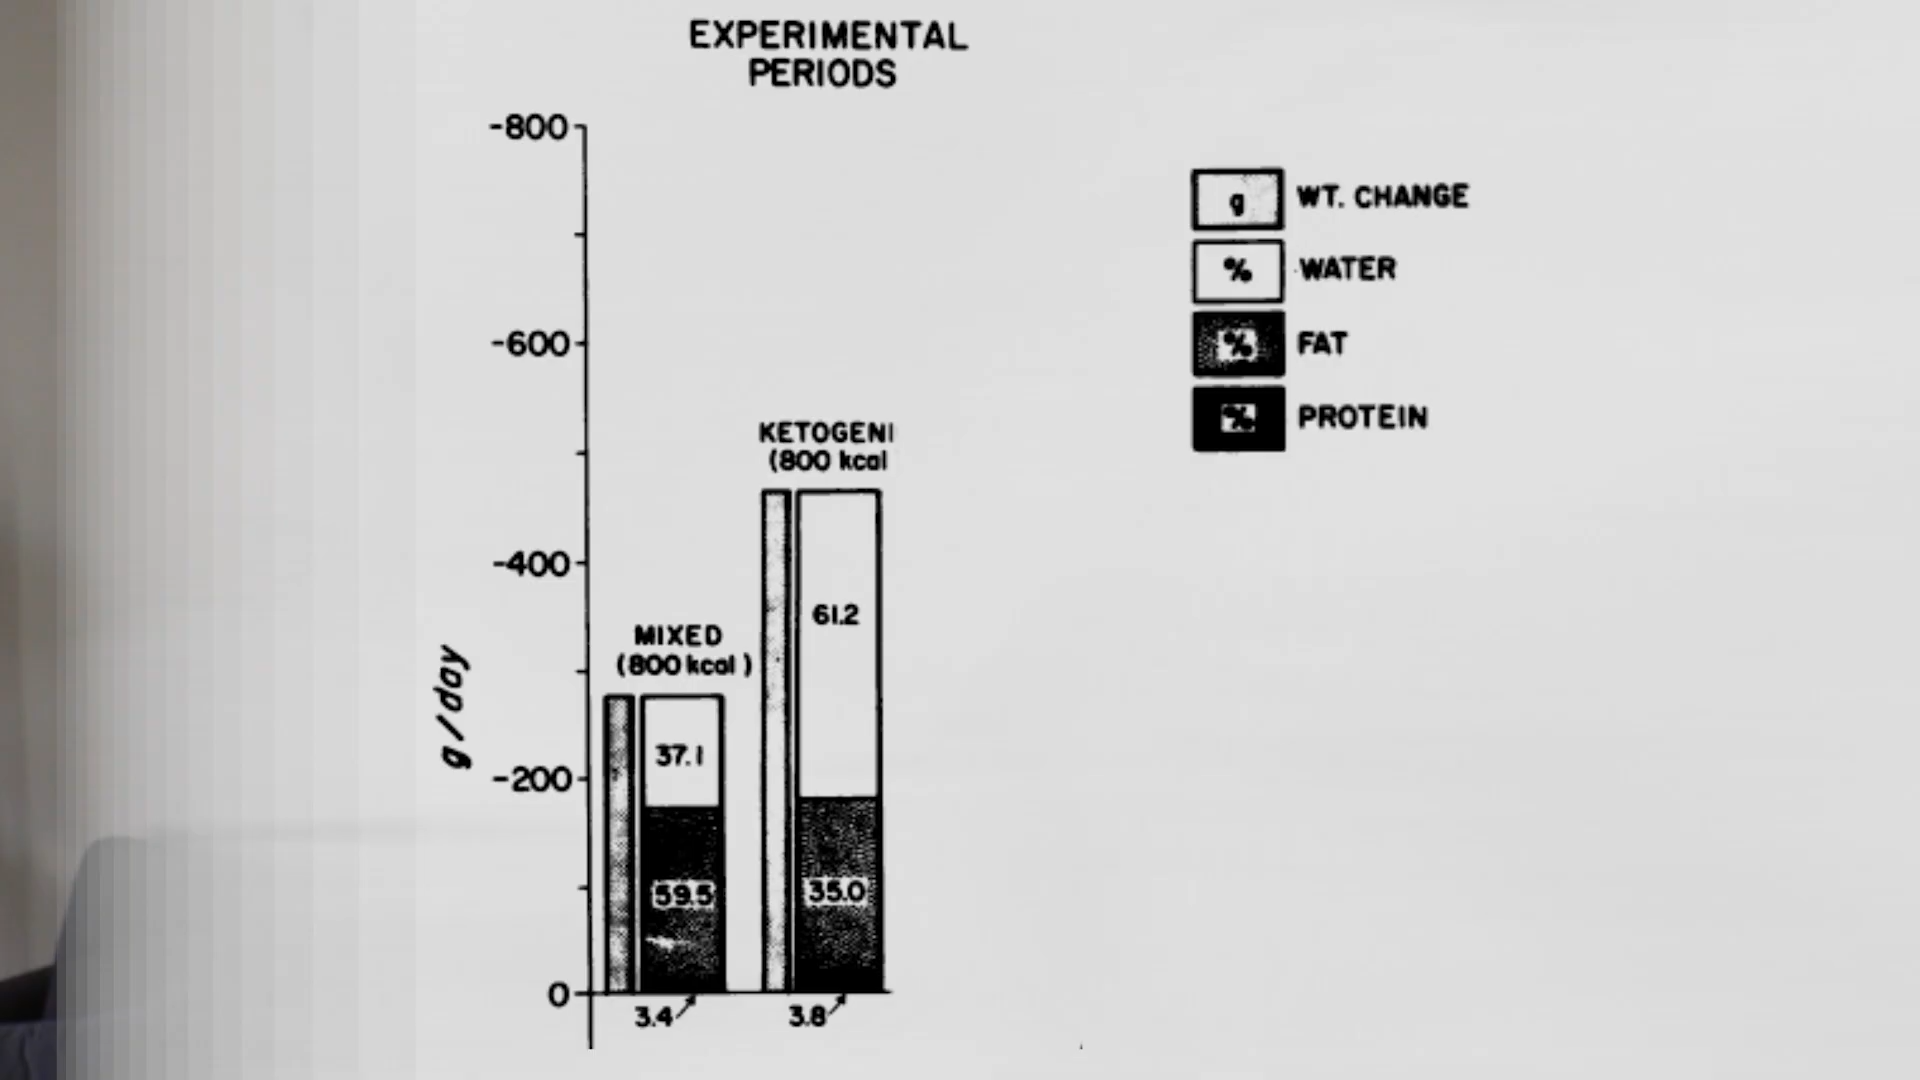 EXPERIMENTAL
PERIODS
-800
-600
-400
-200
0
g/day
KETOGENI
(800 kcal
MIXED
(800 kcal )
61.2
37.1
59.5
35.0
3.4
3.8
g WT. CHANGE
% WATER
% FAT
% PROTEIN